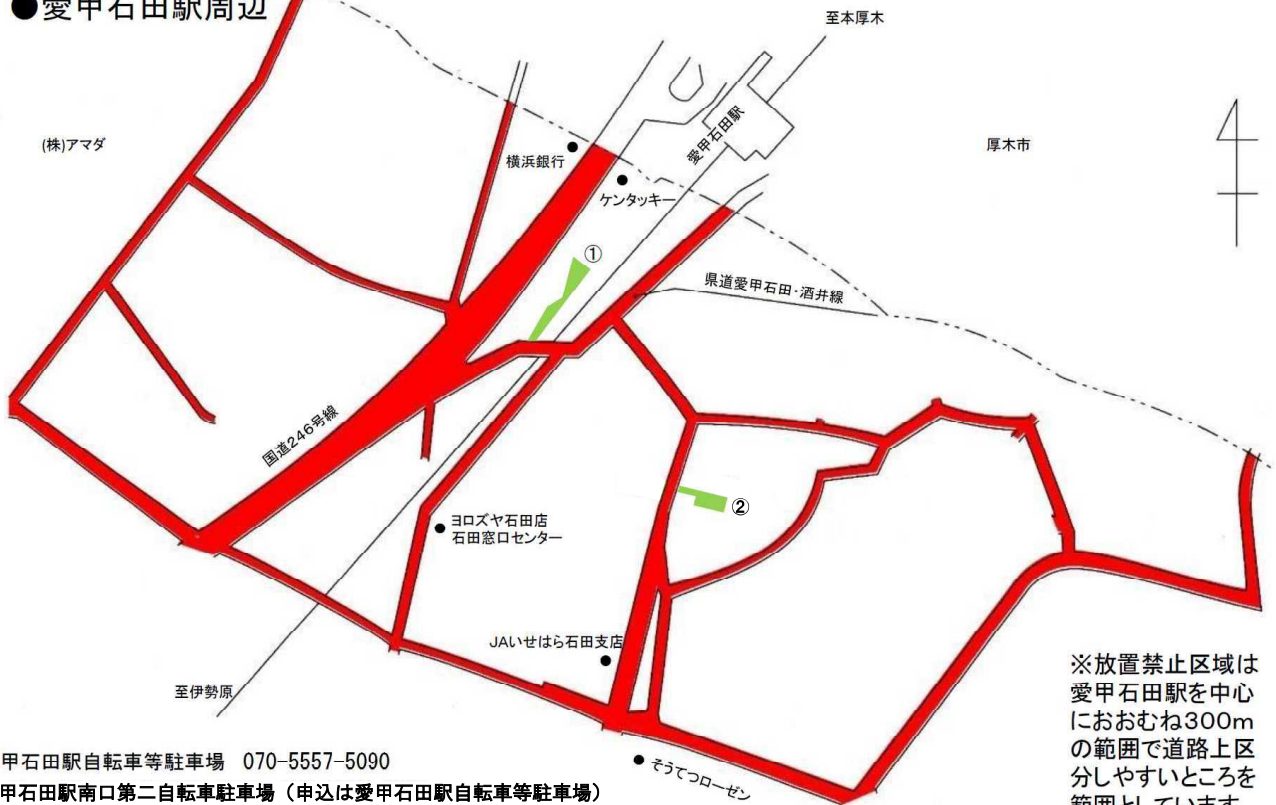 ●愛甲石田駅周辺
至本厚木
(株)アマダ
横浜銀行
愛甲石田駅
厚木市
ケンタッキー
①
県道愛甲石田・酒井線
国道246号線
②
ヨロズヤ石田店
石田窓口センター
JAいせはら石田支店
至伊勢原
※放置禁止区域は
愛甲石田駅を中心
におおむね300m
の範囲で道路上区
分しやすいところを
範囲としています
甲石田駅自転車等駐車場 070-5557-5090
そうてつローゼン
甲石田駅南口第二自転車駐車場（申込は愛甲石田駅自転車等駐車場）